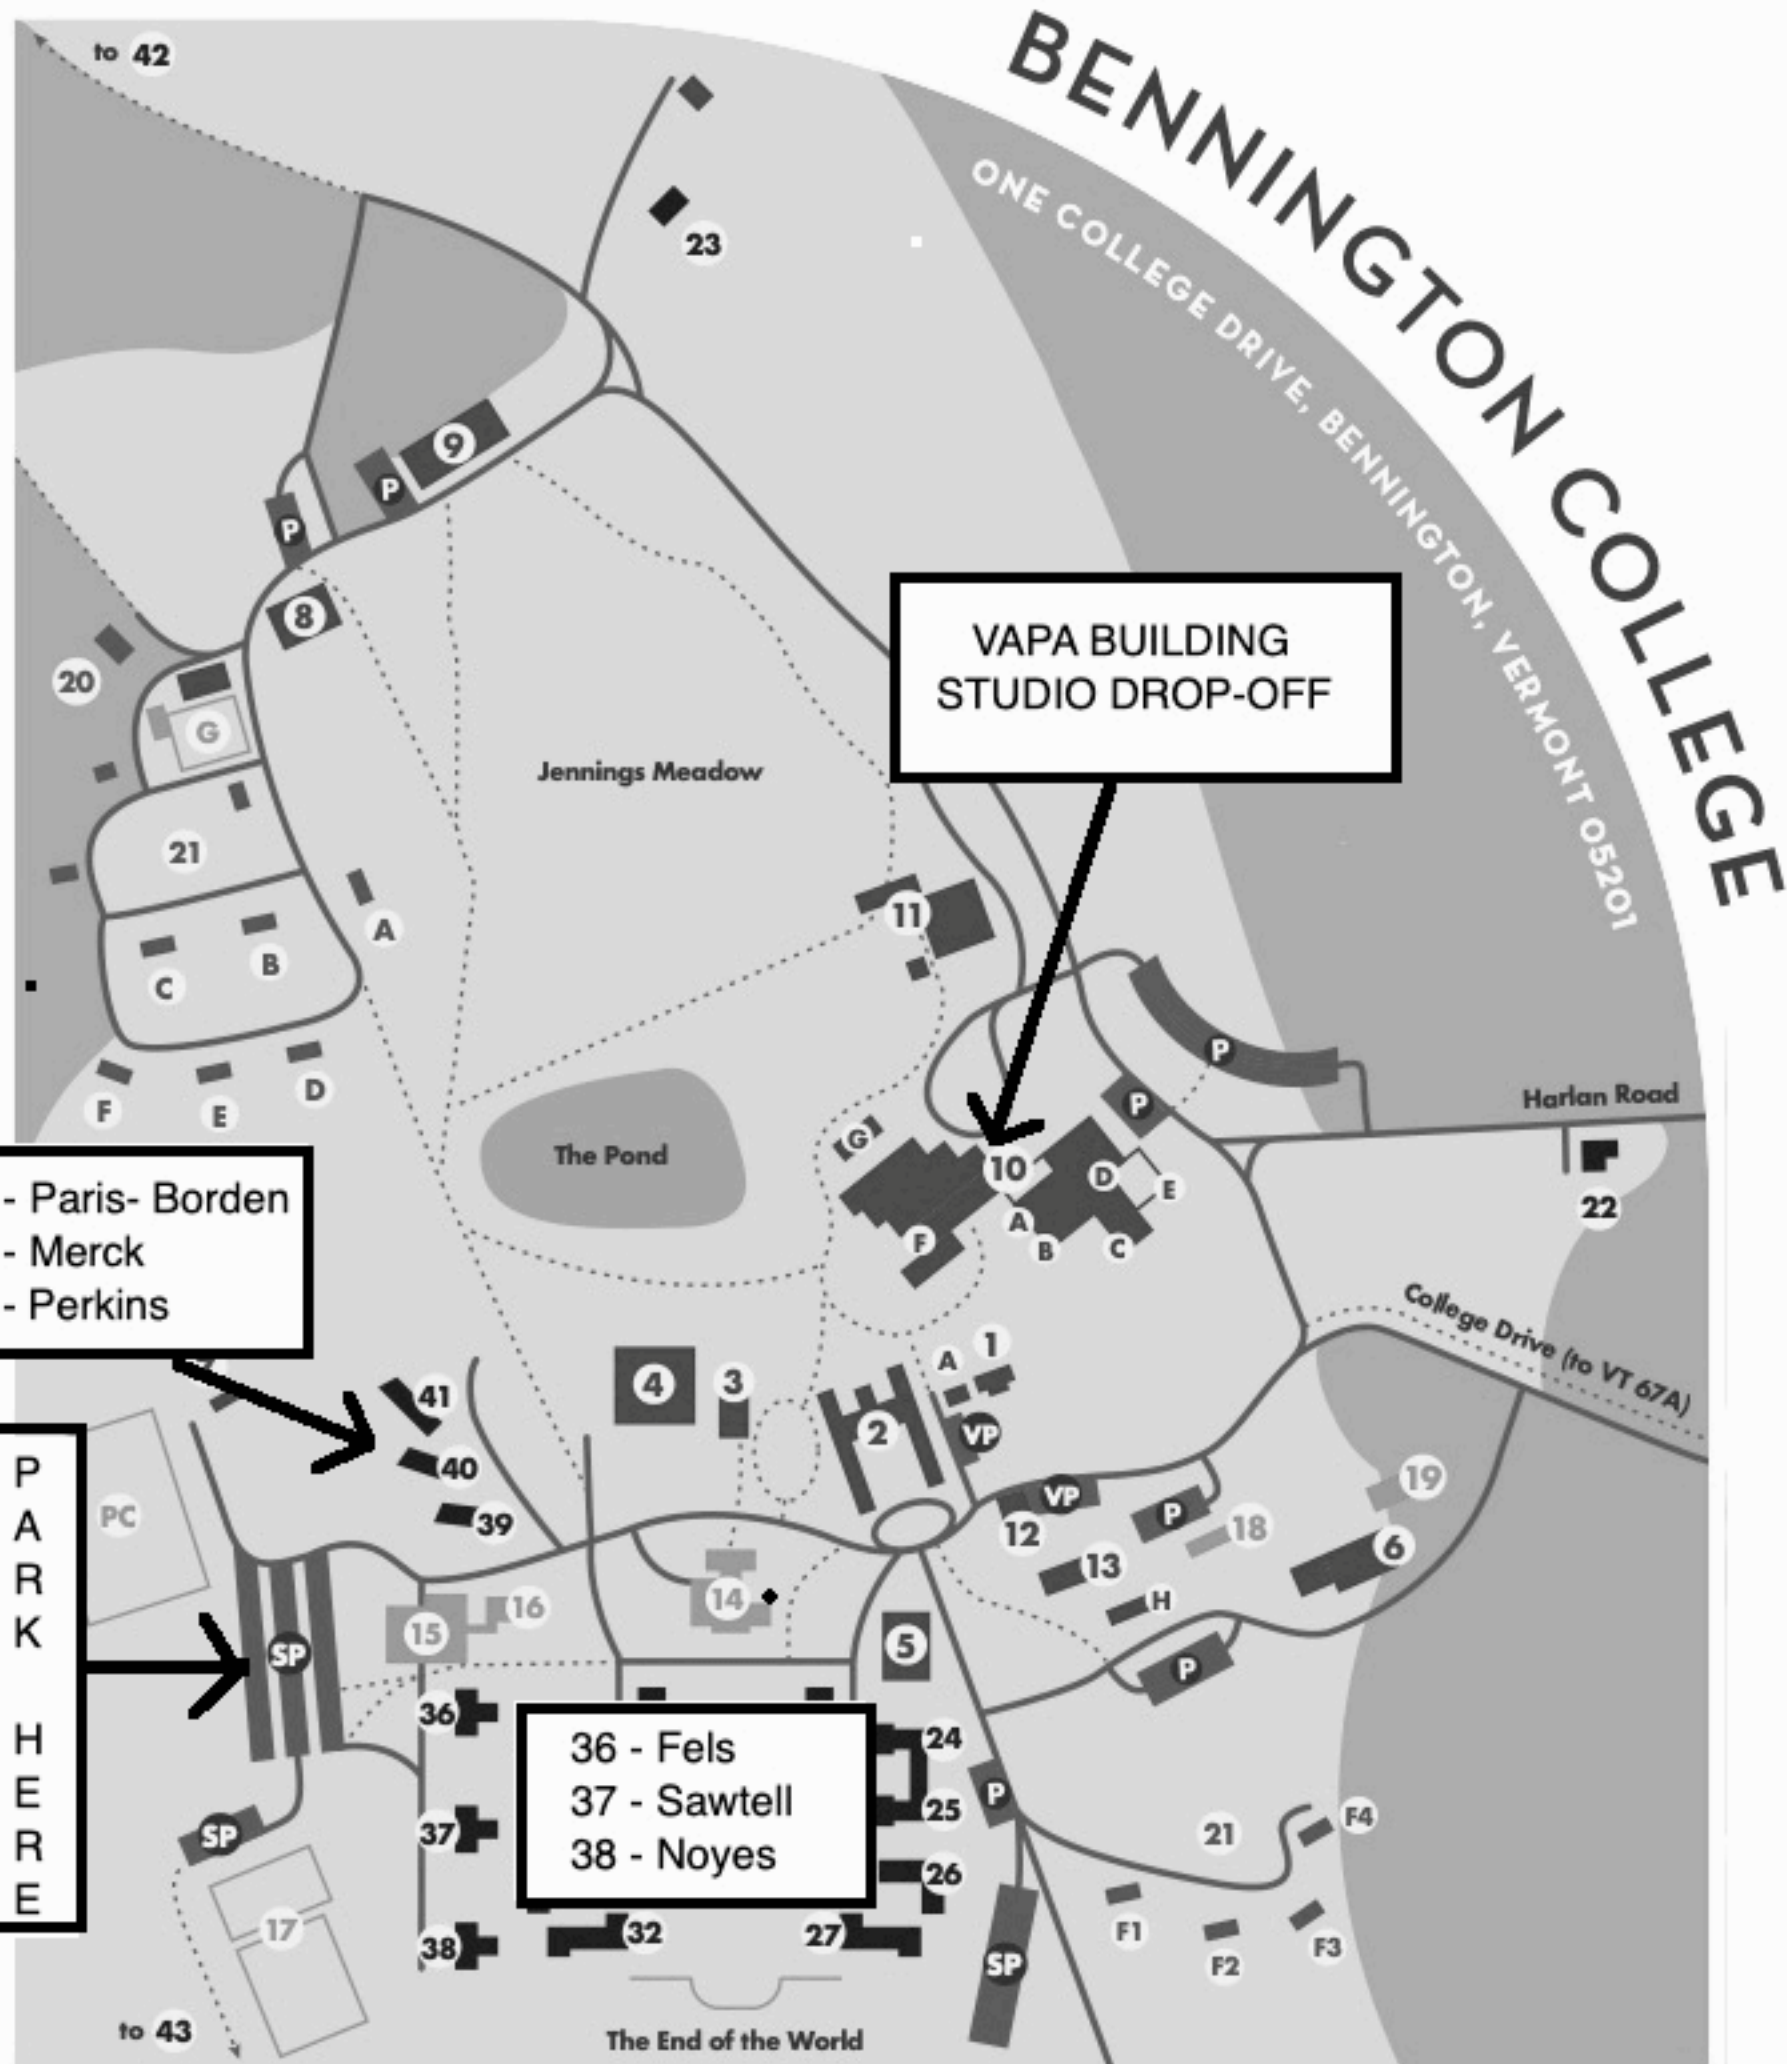 BENNINGTON COLLEGE
ONE COLLEGE DRIVE, BENNINGTON, VERMONT 05201
to 42
23
9
P
P
8
20
G
VAPA BUILDING
STUDIO DROP-OFF
Jennings Meadow
21
A
B
C
11
P
D
E
F
P
Harlan Road
The Pond
G
10
D
E
22
A
B
C
F
- Paris- Borden
- Merck
- Perkins
College Drive (to VT 67A)
1
A
4
3
2
VP
41
40
39
PC
VP
12
P
18
19
6
13
H
14
16
15
5
P
P
A
R
K
H
E
R
E
SP
36
36 - Fels
37 - Sawtell
38 - Noyes
24
25
26
P
37
SP
21
F4
F1
F2
F3
17
38
32
27
SP
to 43
The End of the World